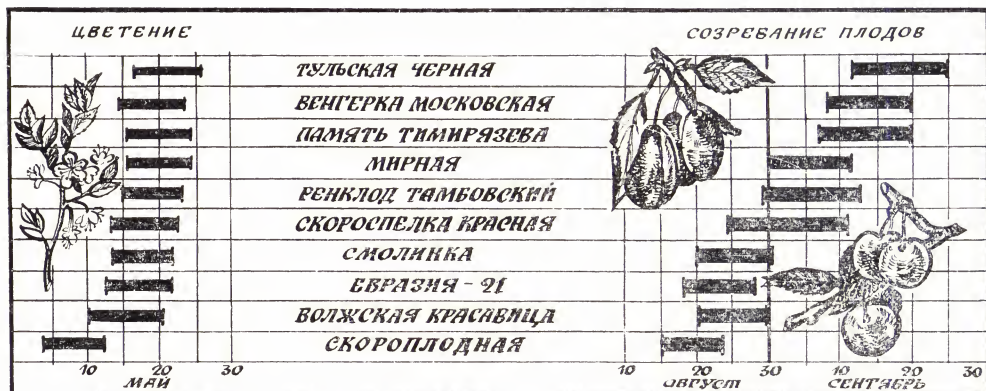 ЦВЕТЕНИЕ СОЗРЕВАНИЕ ПЛОДОВ
ТУЛЬСКАЯ ЧЕРНАЯ
ВЕНГЕРКА МОСКОВСКАЯ
ПАМЯТЬ ТИМИРЯЗЕВА
МИРНАЯ
РЕНКЛОД ТАМБОВСКИЙ
СКОРОСПЕЛКА КРАСНАЯ
СМОЛИНКА
ЕВРАЗИЯ - 21
ВОЛЖСКАЯ КРАСАВИЦА
СКОРОПЛОДНАЯ
10 20 30 10 20 30 10 20 30
МАЙ АВГУСТ СЕНТЯБРЬ